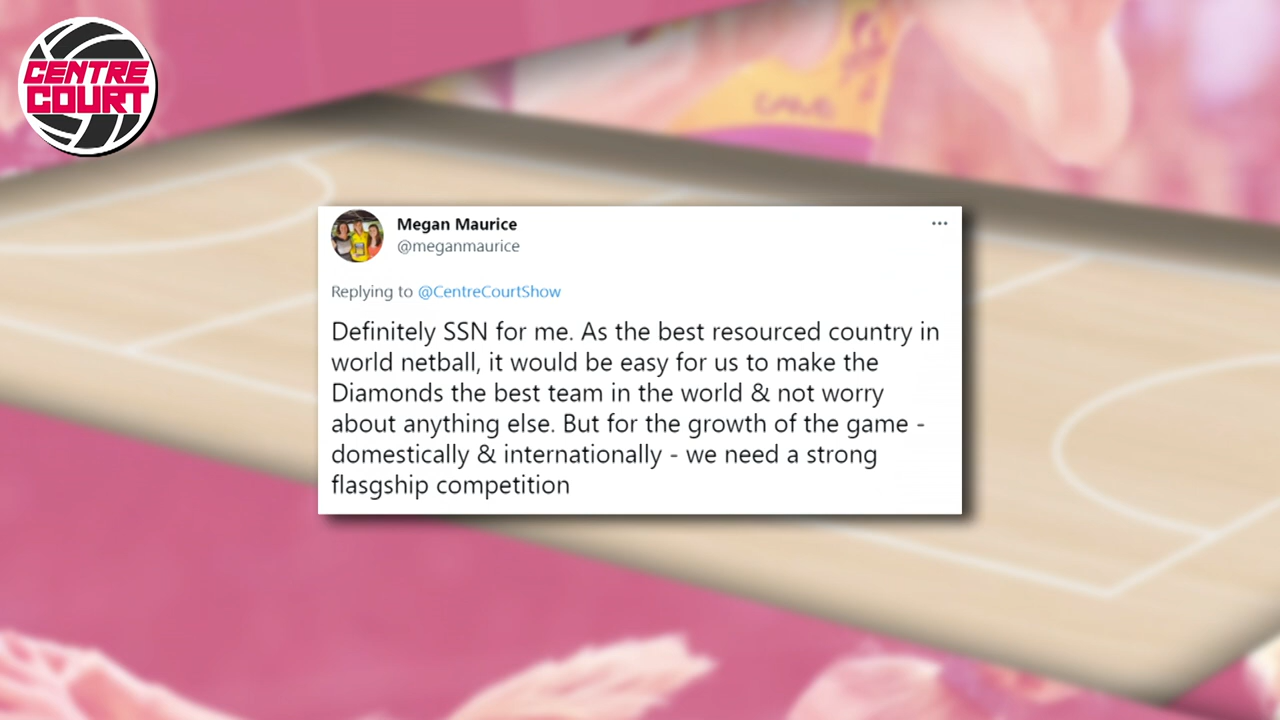 CENTRE
COURT
Megan Maurice
@meganmaurice
Replying to @CentreCourtShow
Definitely SSN for me. As the best resourced country in
world netball, it would be easy for us to make the
Diamonds the best team in the world & not worry
about anything else. But for the growth of the game -
domestically & internationally - we need a strong
flasgship competition